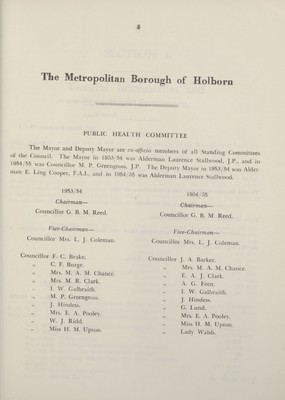 4
The Metropolitan Borough of Holborn
PUBLIC HEALTH COMMITTEE
The Mayor and Deputy Mayor are ex-officio members of all Standing Committees
of the Council. The Mayor in 1953/54 was Alderman Laurence Stallwood, J.P., and in
1954/55 was Councillor M. P. Greengross, J.P. The Deputy Mayor in 1953/54 was Alder-
man E. Ling Cooper, F.A.I., and in 1954/55 was Alderman Laurence Stallwood.
1953/54
Chairman—
Councillor G. B. M. Reed.
Vice-Chairman—
Councillor Mrs. L. J. Coleman.
Councillor F. C. Brake.
„ C. F. Burge.
„ Mrs. M. A. M. Chance.
„ Mrs. M. R. Clark.
„ I. W. Galbraith.
„ M. P. Greengross.
„ J. Hindess.
„ Mrs. E. A. Pooley.
„ W. J. Ridd.
„ Miss H. M. Upton.
1954/55
Chairman—
Councillor G. B. M. Reed.
Vice-Chairman—
Councillor Mrs. L. J. Coleman.
Councillor J. A. Barker.
„ Mrs. M. A. M. Chance.
„ E. A. J. Clark.
„ A. G. Fenn.
„ I. W. Galbraith.
„ J. Hindess.
„ G. Lund.
„ Mrs. E. A. Pooley.
„ Miss H. M. Upton.
„ Lady Walsh.